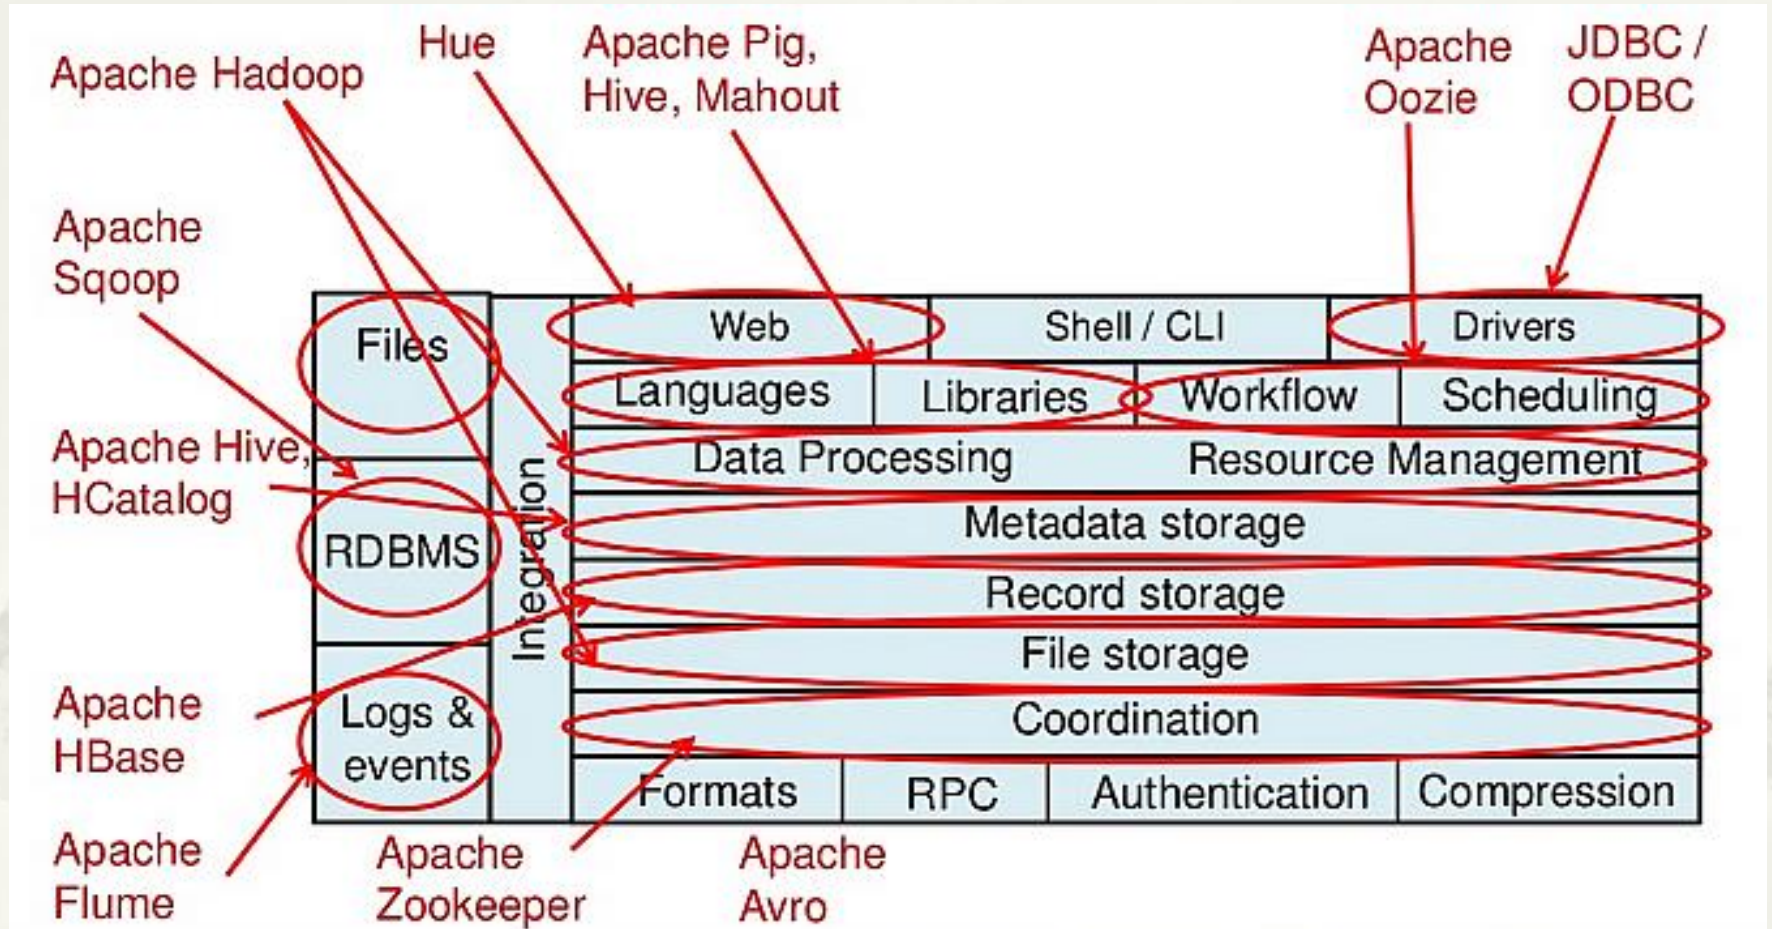 Apache Hadoop
Hue
Apache Pig,
Hive, Mahout
Apache
Oozie
JDBC /
ODBC
Apache
Sqoop
Apache Hive,
HCatalog
Apache
HBase
Apache
Flume
Files
RDBMS
Logs &
events
Integration
Web
Shell / CLI
Drivers
Languages
Libraries
Workflow
Scheduling
Data Processing
Resource Management
Metadata storage
Record storage
File storage
Coordination
Formats
RPC
Authentication
Compression
Apache
Zookeeper
Apache
Avro